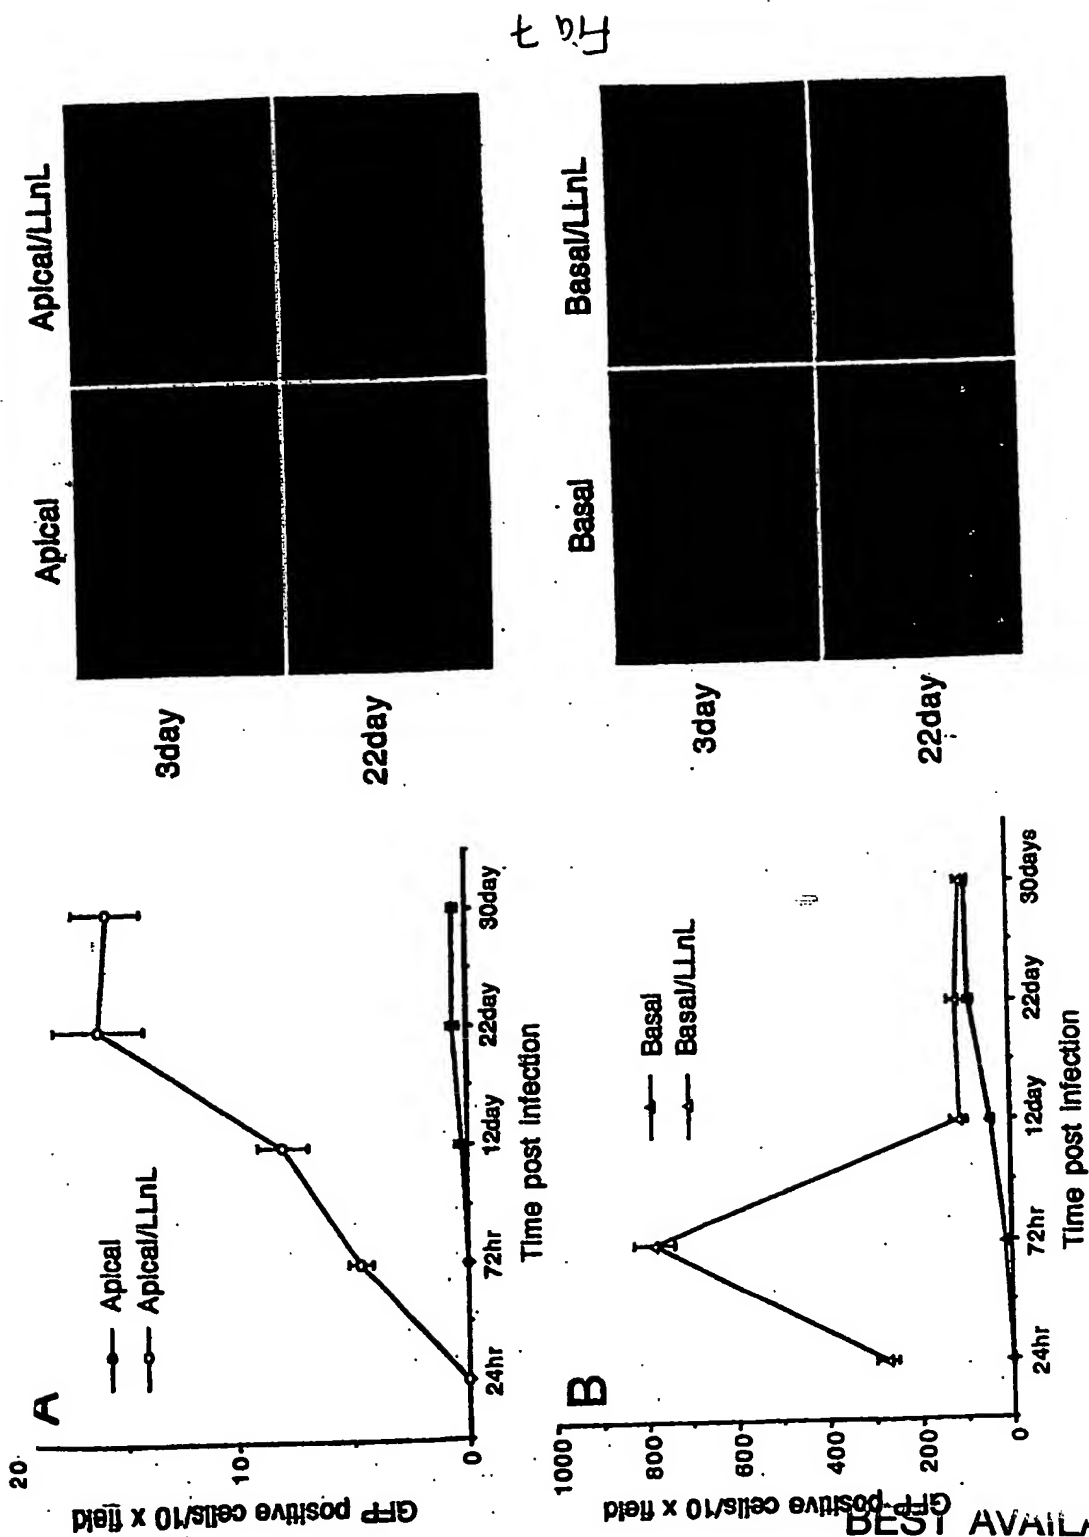 Fig 7
A
Apical
Apical/LLnL
GFP positive cells/10 x field
20
10
0
24hr
72hr
12day
22day
30day
Time post Infection
Apical
Apical/LLnL
3day
22day
B
Basal
Basal/LLnL
GFP positive cells/10 x field
1000
800
600
400
200
0
24hr
72hr
12day
22day
30days
Time post Infection
Basal
Basal/LLnL
3day
22day
BEST AVAILA